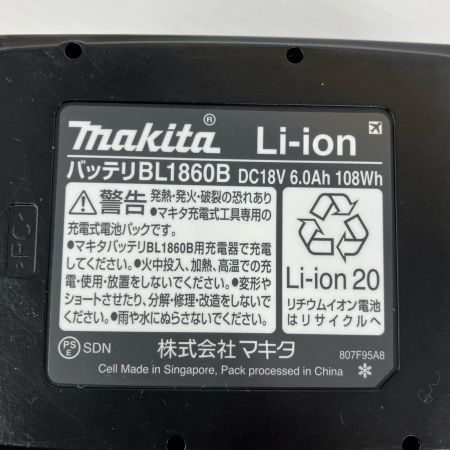 makita® Li-ion
バッテリBL1860B DC18V 6.0Ah 108Wh
警告 発熱・発火・破裂の恐れあり
●マキタ充電式工具専用の
充電式電池パックです。
●マキタバッテリBL1860B用充電器で充電
してください。●火中投入、加熱、高温での充
電・使用・放置をしないでください。●変形や
ショートさせたり、分解・修理・改造をしないで
ください。●雨や水にぬらさないでください。
Li-ion 20
リチウムイオン電池
はリサイクルへ
PSE SDN 株式会社マキタ 807F95A8
Cell Made in Singapore, Pack processed in China
>PC<